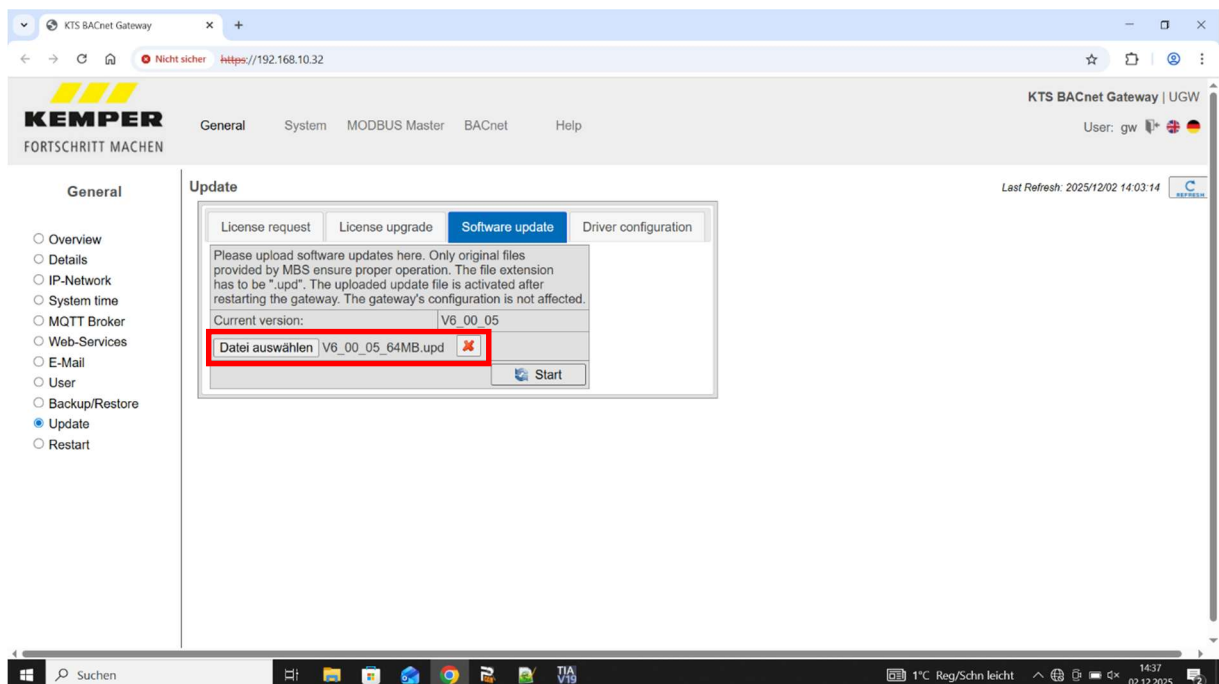 KTS BACnet Gateway
Nicht sicher https://192.168.10.32
KTS BACnet Gateway | UGW
KEMPER
FORTSCHRITT MACHEN
General System MODBUS Master BACnet Help
User: gw
General
Update
Last Refresh: 2025/12/02 14:03:14
REFRESH
License request License upgrade Software update Driver configuration
Overview
Details
IP-Network
System time
MQTT Broker
Web-Services
E-Mail
User
Backup/Restore
Update
Restart
Please upload software updates here. Only original files
provided by MBS ensure proper operation. The file extension
has to be ".upd". The uploaded update file is activated after
restarting the gateway. The gateway's configuration is not affected.
Current version: V6_00_05
Datei auswählen V6_00_05_64MB.upd
Start
Suchen
TIA
V19
1°C Reg/Schn leicht
14:37
02.12.2025
2